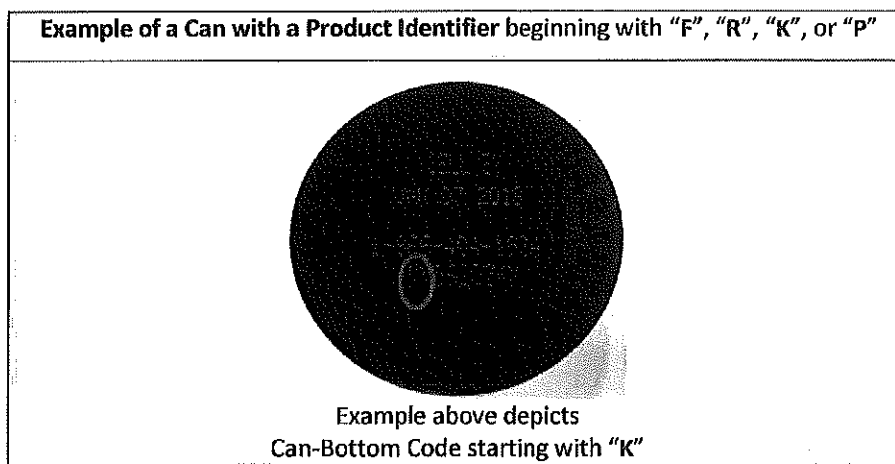 Example of a Can with a Product Identifier beginning with "F", "R", "K", or "P"
Example above depicts
Can-Bottom Code starting with "K"